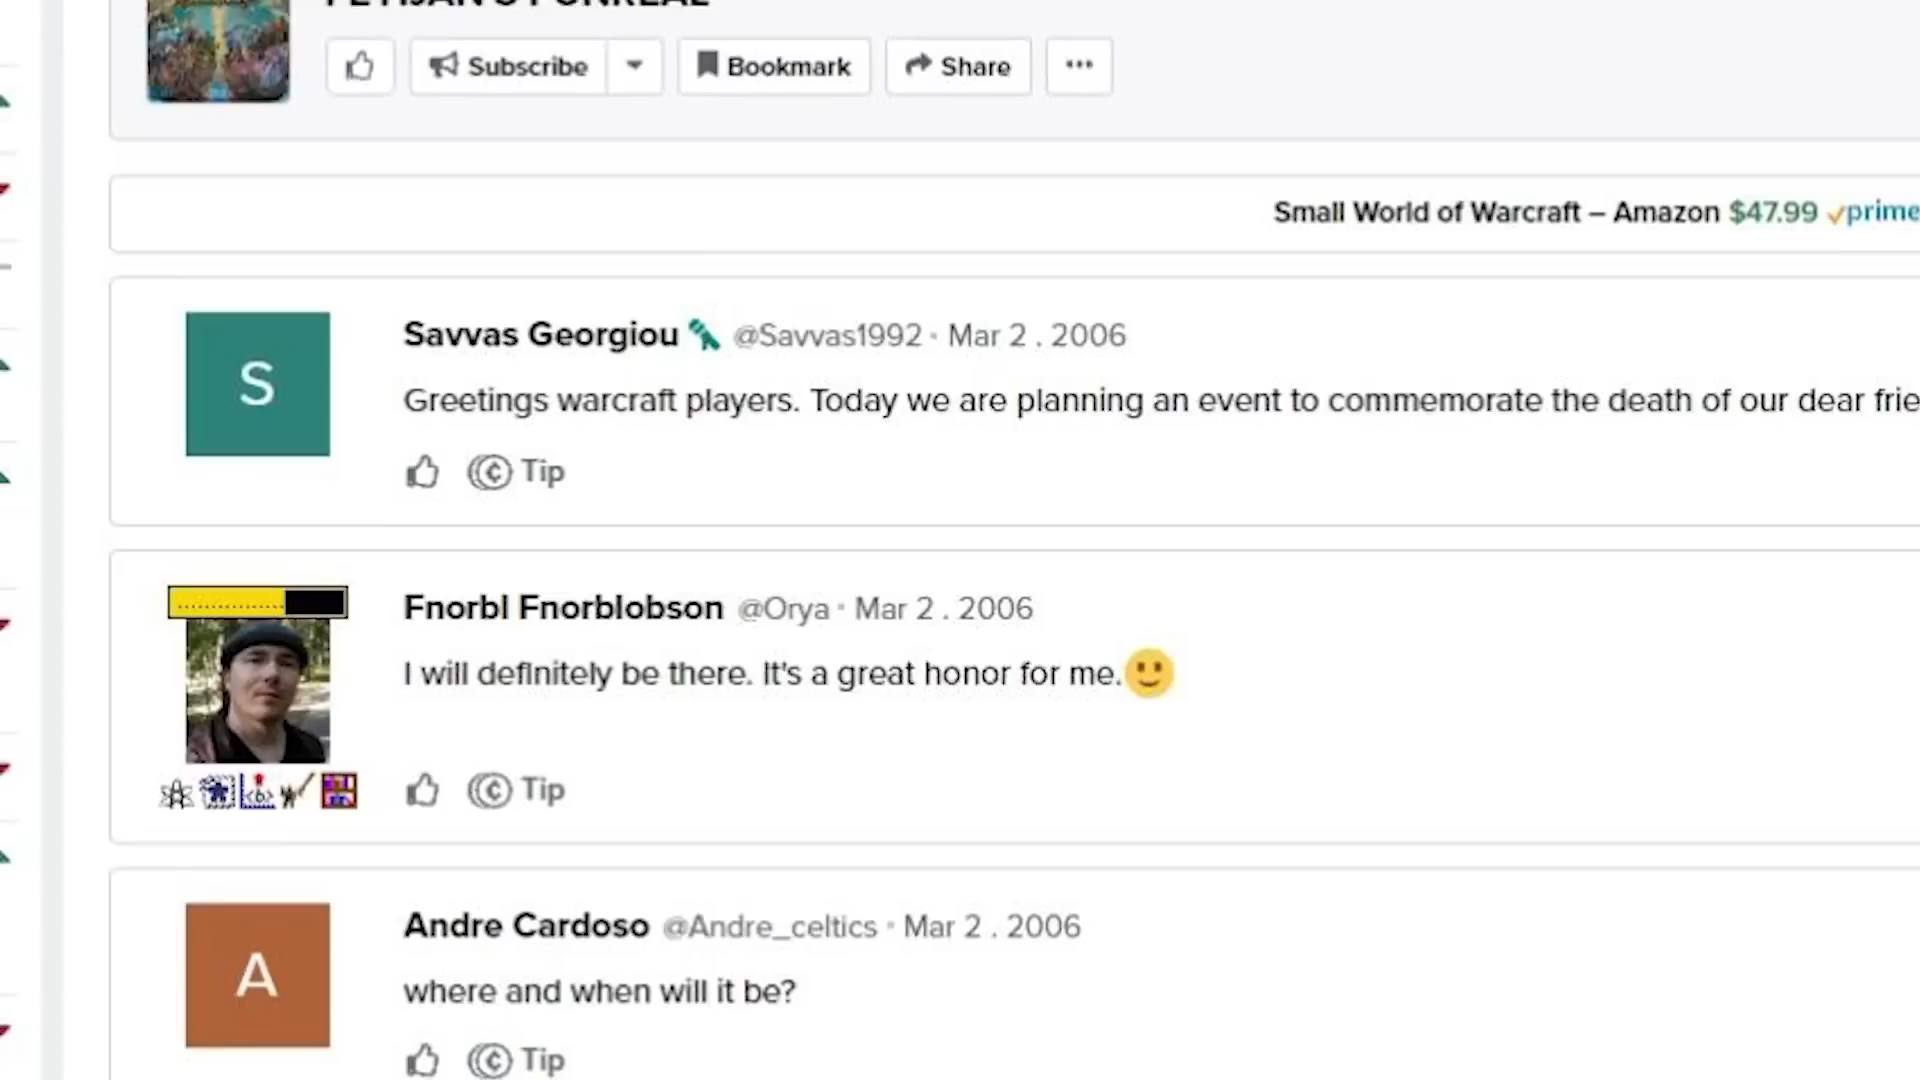 Subscribe Bookmark Share
Small World of Warcraft – Amazon $47.99 prime
S
Savvas Georgiou @Savvas1992 · Mar 2 . 2006
Greetings warcraft players. Today we are planning an event to commemorate the death of our dear frie
Tip
Fnorbl Fnorblobson @Orya · Mar 2 . 2006
I will definitely be there. It's a great honor for me.
Tip
A
Andre Cardoso @Andre_celtics · Mar 2 . 2006
where and when will it be?
Tip